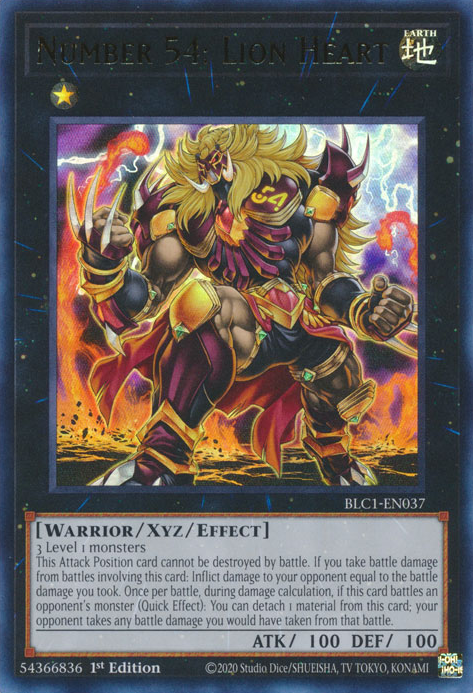 Number 54: Lion Heart
EARTH
地
54
BLC1-EN037
[Warrior/Xyz/Effect]
3 Level 1 monsters
This Attack Position card cannot be destroyed by battle. If you take battle damage
from battles involving this card: Inflict damage to your opponent equal to the battle
damage you took. Once per battle, during damage calculation, if this card battles an
opponent's monster (Quick Effect): You can detach 1 material from this card; your
opponent takes any battle damage you would have taken from that battle.
ATK/ 100 DEF/ 100
54366836 1st Edition ©2020 Studio Dice/SHUEISHA, TV TOKYO, KONAMI